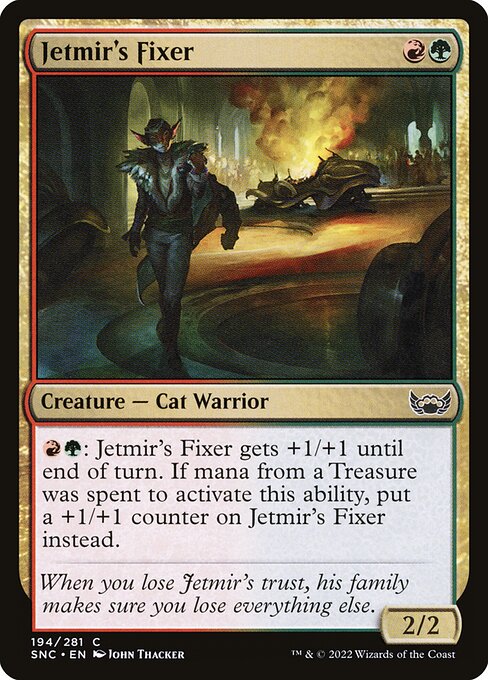 Jetmir's Fixer
Creature — Cat Warrior
: Jetmir's Fixer gets +1/+1 until
end of turn. If mana from a Treasure
was spent to activate this ability, put
a +1/+1 counter on Jetmir's Fixer
instead.
When you lose Jetmir's trust, his family
makes sure you lose everything else.
2/2
194/281 C
SNC • EN JOHN THACKER
™ & © 2022 Wizards of the Coast